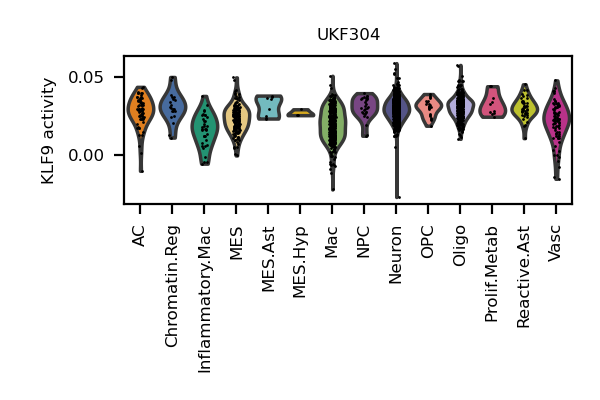 UKF304
KLF9 activity
0.05
0.00
AC
Chromatin.Reg
Inflammatory.Mac
MES
MES.Ast
MES.Hyp
Mac
NPC
Neuron
OPC
Oligo
Prolif.Metab
Reactive.Ast
Vasc